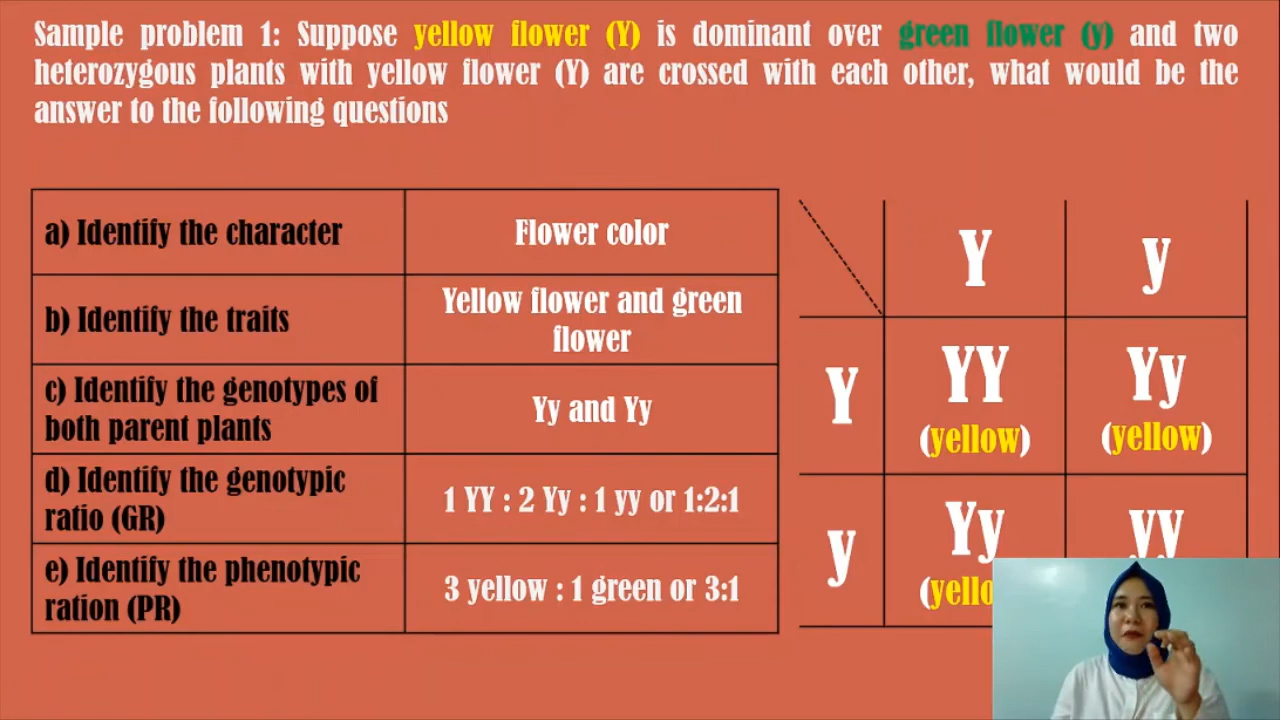 Sample problem 1: Suppose yellow flower (Y) is dominant over green flower (y) and two
heterozygous plants with yellow flower (Y) are crossed with each other, what would be the
answer to the following questions
a) Identify the character
Flower color
b) Identify the traits
Yellow flower and green
flower
c) Identify the genotypes of
both parent plants
Yy and Yy
d) Identify the genotypic
ratio (GR)
1 YY : 2 Yy : 1 yy or 1:2:1
e) Identify the phenotypic
ration (PR)
3 yellow : 1 green or 3:1
Y y
Y YY Yy
(yellow) (yellow)
y Yy yy